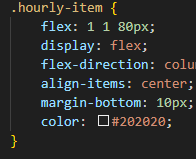 .hourly-item {
flex: 1 1 80px;
display: flex;
flex-direction: colu
align-items: center;
margin-bottom: 10px;
color: #202020;
}